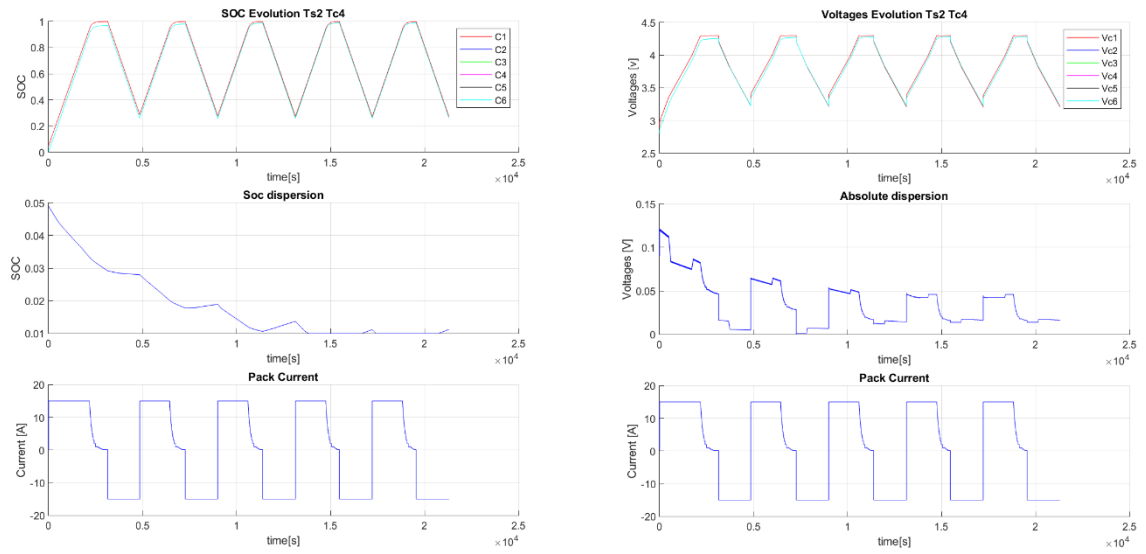 SOC Evolution Ts2 Tc4
1
0.8
0.6
0.4
0.2
0
SOC
C1
C2
C3
C4
C5
C6
0 0.5 1 1.5 2 2.5
time[s]
×10⁴
Soc dispersion
0.05
0.04
0.03
0.02
0.01
SOC
0 0.5 1 1.5 2 2.5
time[s]
×10⁴
Pack Current
20
10
0
-10
-20
Current [A]
0 0.5 1 1.5 2 2.5
time[s]
×10⁴
Voltages Evolution Ts2 Tc4
4.5
4
3.5
3
2.5
Voltages [v]
Vc1
Vc2
Vc3
Vc4
Vc5
Vc6
0 0.5 1 1.5 2 2.5
time[s]
×10⁴
Absolute dispersion
0.15
0.1
0.05
0
Voltages [V]
0 0.5 1 1.5 2 2.5
time[s]
×10⁴
Pack Current
20
10
0
-10
-20
Current [A]
0 0.5 1 1.5 2 2.5
time[s]
×10⁴